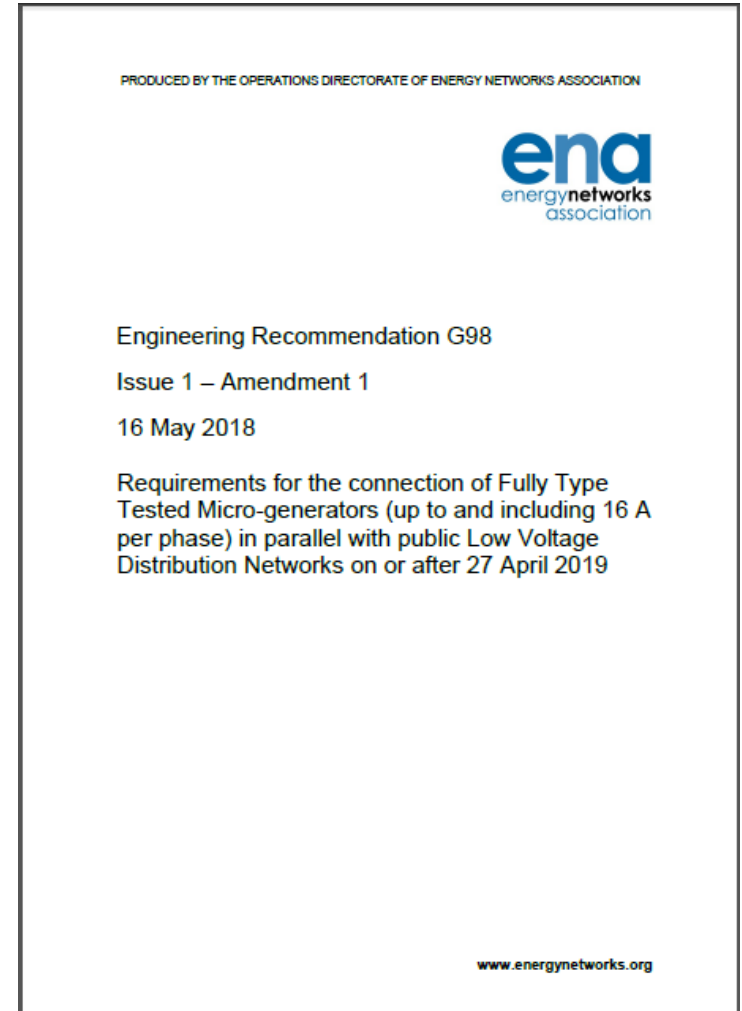 PRODUCED BY THE OPERATIONS DIRECTORATE OF ENERGY NETWORKS ASSOCIATION
ena
energynetworks
association
Engineering Recommendation G98
Issue 1 – Amendment 1
16 May 2018
Requirements for the connection of Fully Type
Tested Micro-generators (up to and including 16 A
per phase) in parallel with public Low Voltage
Distribution Networks on or after 27 April 2019
www.energynetworks.org